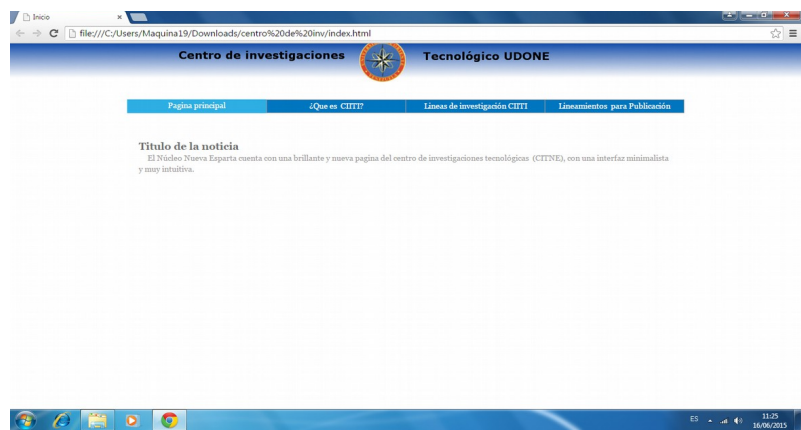 Inicio
file:///C:/Users/Maquina19/Downloads/centro%20de%20inv/index.html
Centro de investigaciones Tecnológico UDONE
Pagina principal ¿Que es CIITI? Lineas de investigación CIITI Lineamientos para Publicación
Titulo de la noticia
El Núcleo Nueva Esparta cuenta con una brillante y nueva pagina del centro de investigaciones tecnológicas (CITNE), con una interfaz minimalista
y muy intuitiva.
ES 11:25
16/06/2015